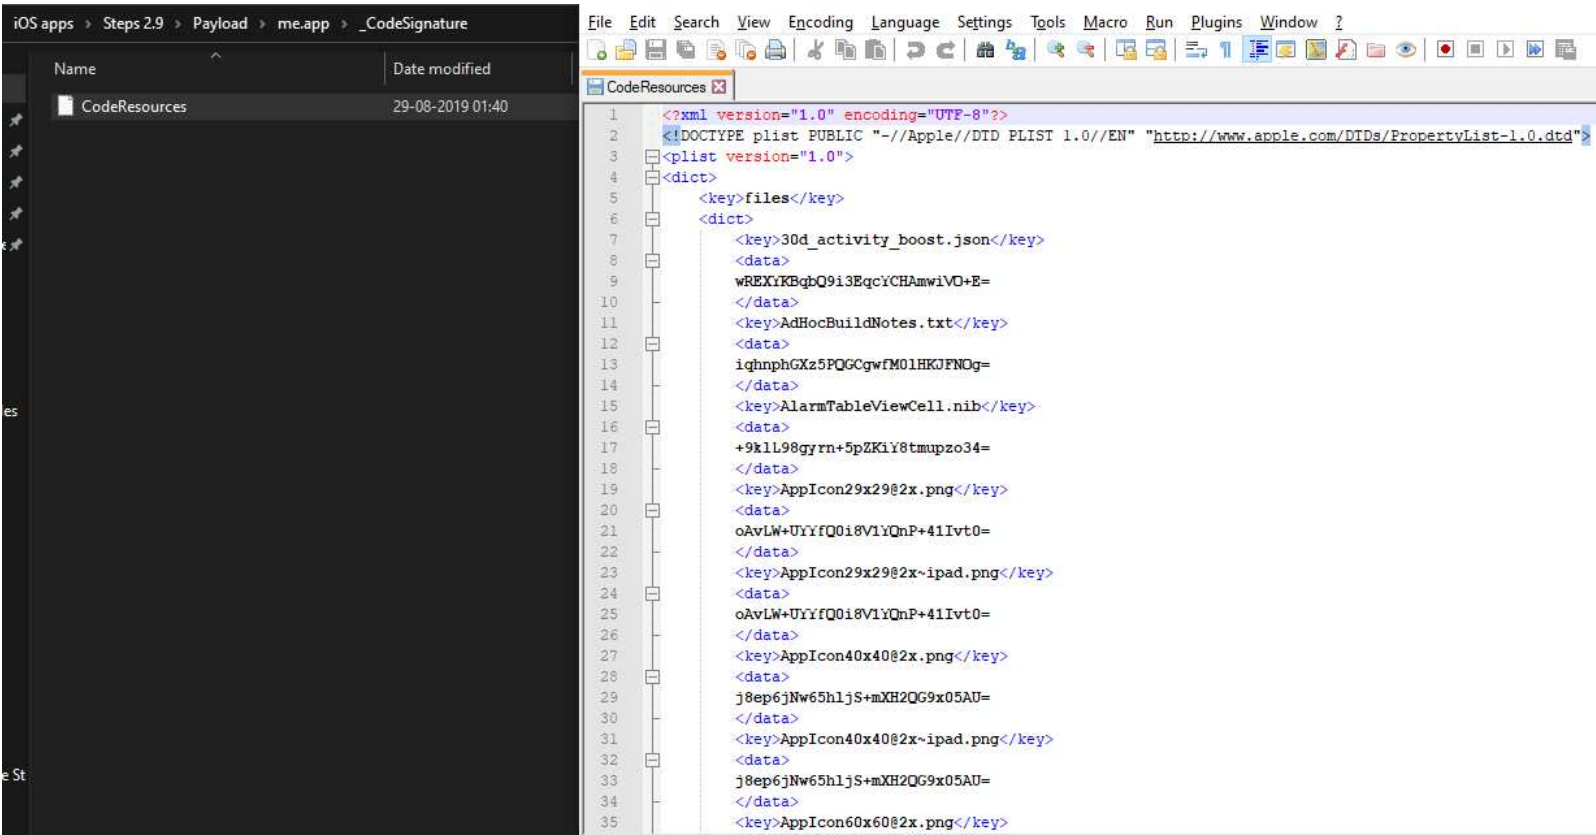 iOS apps > Steps 2.9 > Payload > me.app > _CodeSignature
Name Date modified
CodeResources 29-08-2019 01:40
les
e St
File Edit Search View Encoding Language Settings Tools Macro Run Plugins Window ?
CodeResources
1 <?xml version="1.0" encoding="UTF-8"?>
2 <!DOCTYPE plist PUBLIC "-//Apple//DTD PLIST 1.0//EN" "http://www.apple.com/DTDs/PropertyList-1.0.dtd">
3 <plist version="1.0">
4 <dict>
5 <key>files</key>
6 <dict>
7 <key>30d_activity_boost.json</key>
8 <data>
9 wREXYKBqbQ9i3EqcYCHAmwiVO+E=
10 </data>
11 <key>AdHocBuildNotes.txt</key>
12 <data>
13 iqhnphGXz5PQGCgwfM0lHKJFNOg=
14 </data>
15 <key>AlarmTableViewCell.nib</key>
16 <data>
17 +9klL98gyrn+5pZKiY8tmupzo34=
18 </data>
19 <key>AppIcon29x29@2x.png</key>
20 <data>
21 oAvLW+UYYfQ0i8V1YQnP+41Ivt0=
22 </data>
23 <key>AppIcon29x29@2x~ipad.png</key>
24 <data>
25 oAvLW+UYYfQ0i8V1YQnP+41Ivt0=
26 </data>
27 <key>AppIcon40x40@2x.png</key>
28 <data>
29 j8ep6jNw65hljS+mXH2QG9x05AU=
30 </data>
31 <key>AppIcon40x40@2x~ipad.png</key>
32 <data>
33 j8ep6jNw65hljS+mXH2QG9x05AU=
34 </data>
35 <key>AppIcon60x60@2x.png</key>